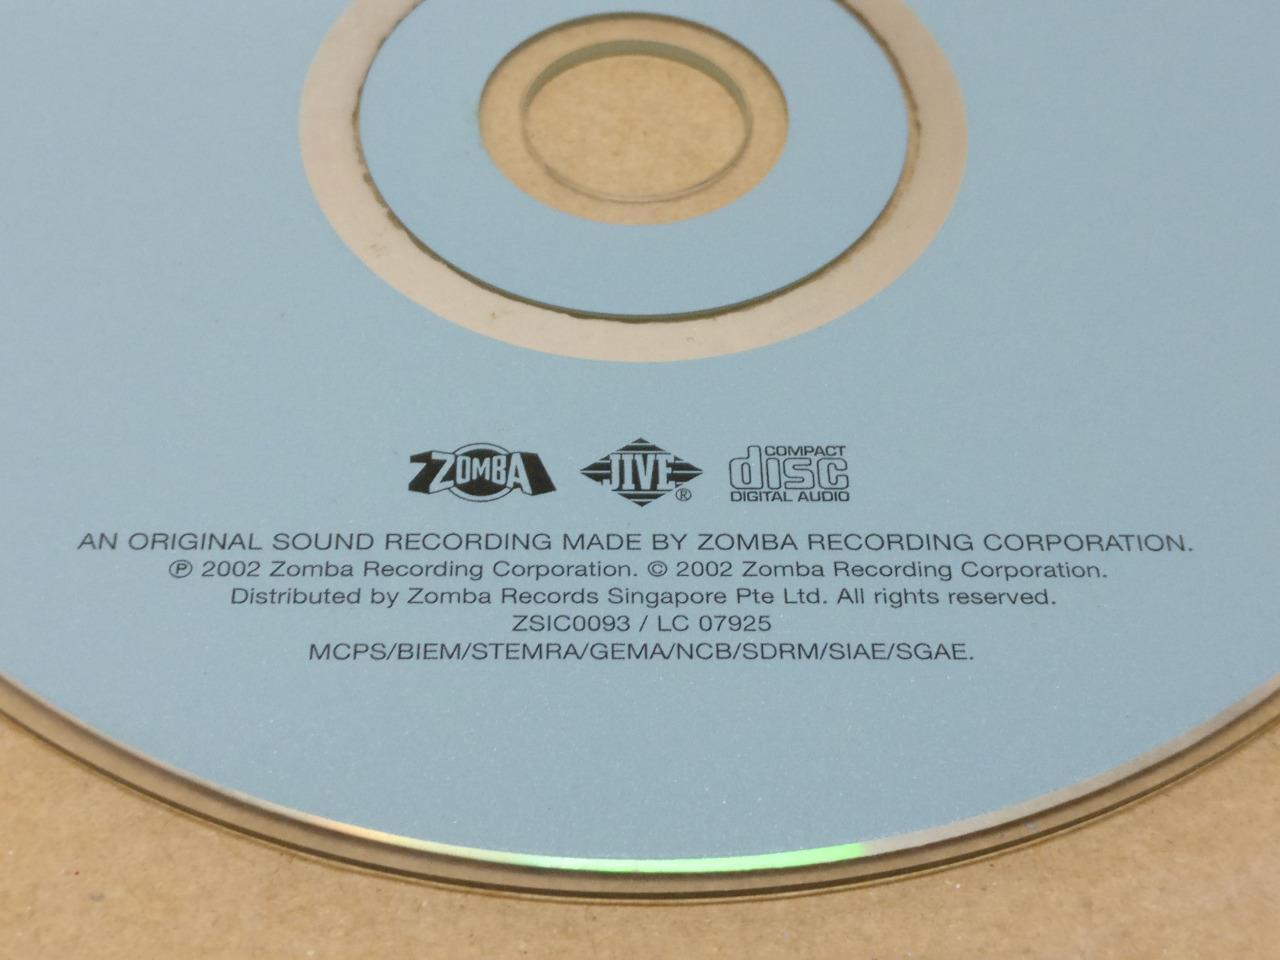 ZOMBA JIVE® COMPACT disc DIGITAL AUDIO
AN ORIGINAL SOUND RECORDING MADE BY ZOMBA RECORDING CORPORATION.
℗ 2002 Zomba Recording Corporation. © 2002 Zomba Recording Corporation.
Distributed by Zomba Records Singapore Pte Ltd. All rights reserved.
ZSIC0093 / LC 07925
MCPS/BIEM/STEMRA/GEMA/NCB/SDRM/SIAE/SGAE.